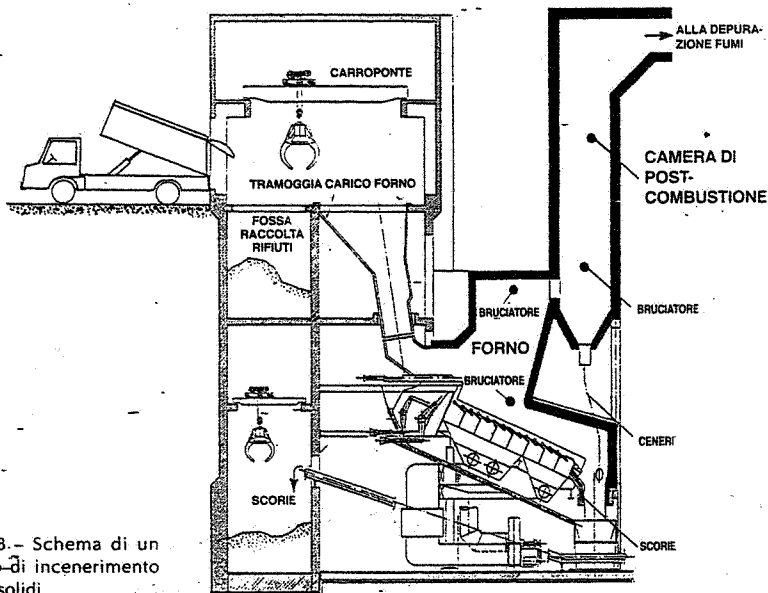 ALLA DEPURA-
ZIONE FUMI
CARROPONTE
CAMERA DI
POST-
COMBUSTIONE
TRAMOGGIA CARICO FORNO
FOSSA
RACCOLTA
RIFIUTI
BRUCIATORE
BRUCIATORE
FORNO
BRUCIATORE
CENERI
SCORIE
SCORIE
8.– Schema di un
di incenerimento
solidi